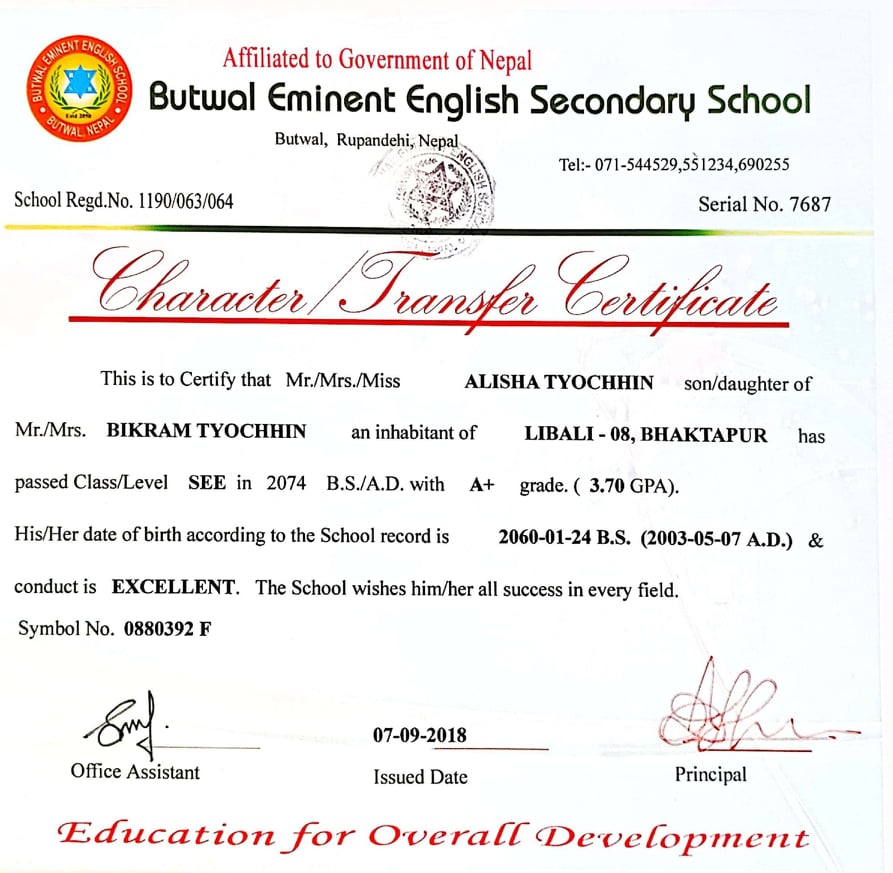 BUTWAL EMINENT ENGLISH SCHOOL
Estd 2050
BUTWAL, NEPAL
Affiliated to Government of Nepal
Butwal Eminent English Secondary School
Butwal, Rupandehi, Nepal
Tel:- 071-544529,551234,690255
School Regd.No. 1190/063/064
Serial No. 7687
ENGLISH
Character/Transfer Certificate
This is to Certify that Mr./Mrs./Miss ALISHA TYOCHHIN son/daughter of
Mr./Mrs. BIKRAM TYOCHHIN an inhabitant of LIBALI - 08, BHAKTAPUR has
passed Class/Level SEE in 2074 B.S./A.D. with A+ grade. ( 3.70 GPA).
His/Her date of birth according to the School record is 2060-01-24 B.S. (2003-05-07 A.D.) &
conduct is EXCELLENT. The School wishes him/her all success in every field.
Symbol No. 0880392 F
07-09-2018
Office Assistant
Issued Date
Principal
Education for Overall Development